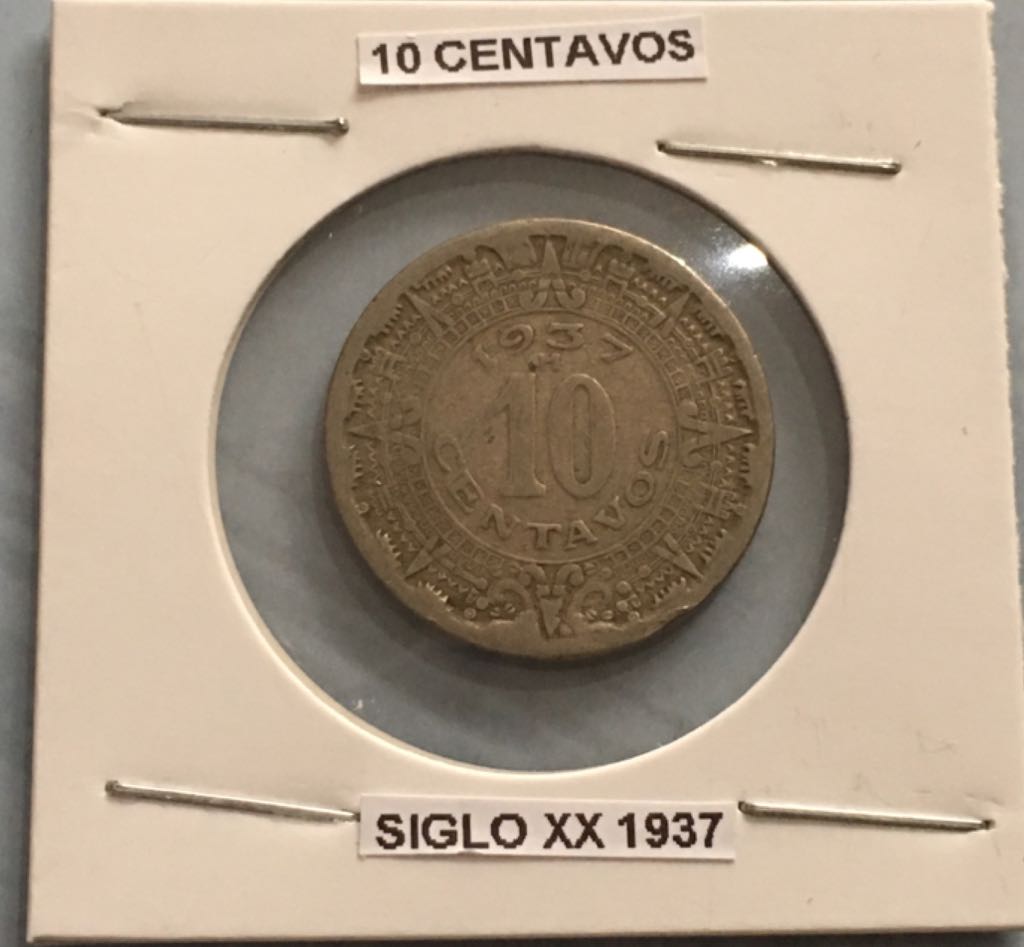 10 CENTAVOS
1937
M
10
CENTAVOS
SIGLO XX 1937